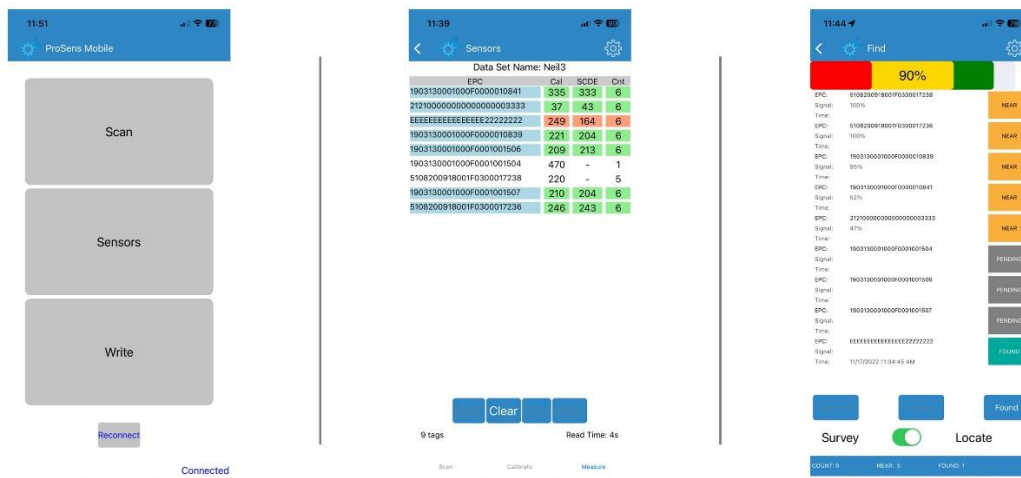 11:51
ProSens Mobile
Scan
Sensors
Write
Reconnect
Connected
11:39
Sensors
Data Set Name: Neil3
EPC Cal SCDE Cnt
1903130001000F0000010841 335 333 6
212100000000000000003333 37 43 6
EEEEEEEEEEEEEEEE22222222 249 164 6
1903130001000F0000010839 221 204 6
1903130001000F0001001506 209 213 6
1903130001000F0001001504 470 - 1
5108200918001F0300017238 220 - 5
1903130001000F0001001507 210 204 6
5108200918001F0300017236 246 243 6
Clear
9 tags Read Time: 4s
Scan Calibrate Measure
11:44
Find
90%
EPC: 5108200918001F0300017238
Signal: 100% NEAR
Time:
EPC: 5108200918001F0300017236
Signal: 100% NEAR
Time:
EPC: 1903130001000F0000010839
Signal: 95% NEAR
Time:
EPC: 1903130001000F0000010841
Signal: 52% NEAR
Time:
EPC: 212100000000000000003333
Signal: 47% NEAR
Time:
EPC: 1903130001000F0001001504
Signal: PENDING
Time:
EPC: 1903130001000F0001001506
Signal: PENDING
Time:
EPC: 1903130001000F0001001507
Signal: PENDING
Time:
EPC: EEEEEEEEEEEEEEEE22222222
Signal: FOUND
Time: 11/17/2022 11:34:45 AM
Found
Survey Locate
COUNT: 9 NEAR: 5 FOUND: 1